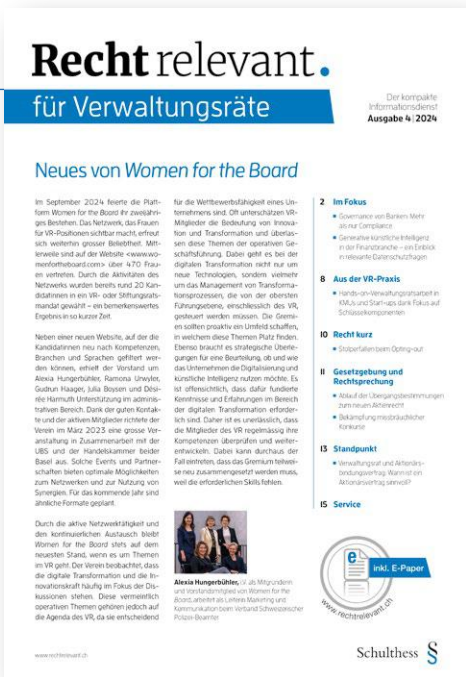 Recht relevant.
für Verwaltungsräte
Der kompakte
Informationsdienst
Ausgabe 4 | 2024
Neues von Women for the Board
Im September 2024 feierte die Platt-
form Women for the Board ihr zweijähri-
ges Bestehen. Das Netzwerk, das Frauen
für VR-Positionen sichtbar macht, erfreut
sich weiterhin grosser Beliebtheit. Mitt-
lerweile sind auf der Website <www.wo-
menfortheboard.com> über 470 Frau-
en vertreten. Durch die Aktivitäten des
Netzwerks wurden bereits rund 20 Kan-
didatinnen in ein VR- oder Stiftungsrats-
mandat gewählt – ein bemerkenswertes
Ergebnis in so kurzer Zeit.
Neben einer neuen Website, auf der die
Kandidatinnen neu nach Kompetenzen,
Branchen und Sprachen gefiltert wer-
den können, erhielt der Vorstand um
Alexia Hungerbühler, Ramona Urwyler,
Gudrun Haager, Julia Boysen und Dési-
rée Harmuth Unterstützung im administ-
rativen Bereich. Dank der guten Kontak-
te und der aktiven Mitglieder richtete der
Verein im März 2023 eine grosse Ver-
anstaltung in Zusammenarbeit mit der
UBS und der Handelskammer beider
Basel aus. Solche Events und Partner-
schaften bieten optimale Möglichkeiten
zum Netzwerken und zur Nutzung von
Synergien. Für das kommende Jahr sind
ähnliche Formate geplant.
Durch die aktive Netzwerktätigkeit und
den kontinuierlichen Austausch bleibt
Women for the Board stets auf dem
neuesten Stand, wenn es um Themen
im VR geht. Der Verein beobachtet, dass
die digitale Transformation und die In-
novationskraft häufig im Fokus der Dis-
kussionen stehen. Diese vermeintlich
operativen Themen gehören jedoch auf
die Agenda des VR, da sie entscheidend
für die Wettbewerbsfähigkeit eines Un-
ternehmens sind. Oft unterschätzen VR-
Mitglieder die Bedeutung von Innova-
tion und Transformation und überlas-
sen diese Themen der operativen Ge-
schäftsführung. Dabei geht es bei der
digitalen Transformation nicht nur um
neue Technologien, sondern vielmehr
um das Management von Transforma-
tionsprozessen, die von der obersten
Führungsebene, einschliesslich des VR,
gesteuert werden müssen. Die Gremi-
en sollten proaktiv ein Umfeld schaffen,
in welchem diese Themen Platz finden.
Ebenso braucht es strategische Überle-
gungen für eine Beurteilung, ob und wie
das Unternehmen die Digitalisierung und
künstliche Intelligenz nutzen möchte. Es
ist offensichtlich, dass dafür fundierte
Kenntnisse und Erfahrungen im Bereich
der digitalen Transformation erforder-
lich sind. Daher ist es unerlässlich, dass
die Mitglieder des VR regelmässig ihre
Kompetenzen überprüfen und weiter-
entwickeln. Dabei kann durchaus der
Fall eintreten, dass das Gremium teilwei-
se neu zusammengesetzt werden muss,
weil die erforderlichen Skills fehlen.
Alexia Hungerbühler, i.V. als Mitgründerin
und Vorstandsmitglied von Women for the
Board, arbeitet als Leiterin Marketing und
Kommunikation beim Verband Schweizerischer
Polizei-Beamter
2 Im Fokus
Governance von Banken: Mehr
als nur Compliance
Generative künstliche Intelligenz
in der Finanzbranche – ein Einblick
in relevante Datenschutzfragen
8 Aus der VR-Praxis
Hands-on-Verwaltungsratsarbeit in
KMUs und Start-ups dank Fokus auf
Schlüsselkomponenten
10 Recht kurz
Stolperfallen beim Opting-out
11 Gesetzgebung und
Rechtsprechung
Ablauf der Übergangsbestimmungen
zum neuen Aktienrecht
Bekämpfung missbräuchlicher
Konkurse
13 Standpunkt
Verwaltungsrat und Aktionärs-
bindungsvertrag: Wann ist ein
Aktionärsvertrag sinnvoll?
15 Service
e
inkl. E-Paper
www.rechtrelevant.ch
www.rechtrelevant.ch
Schulthess §